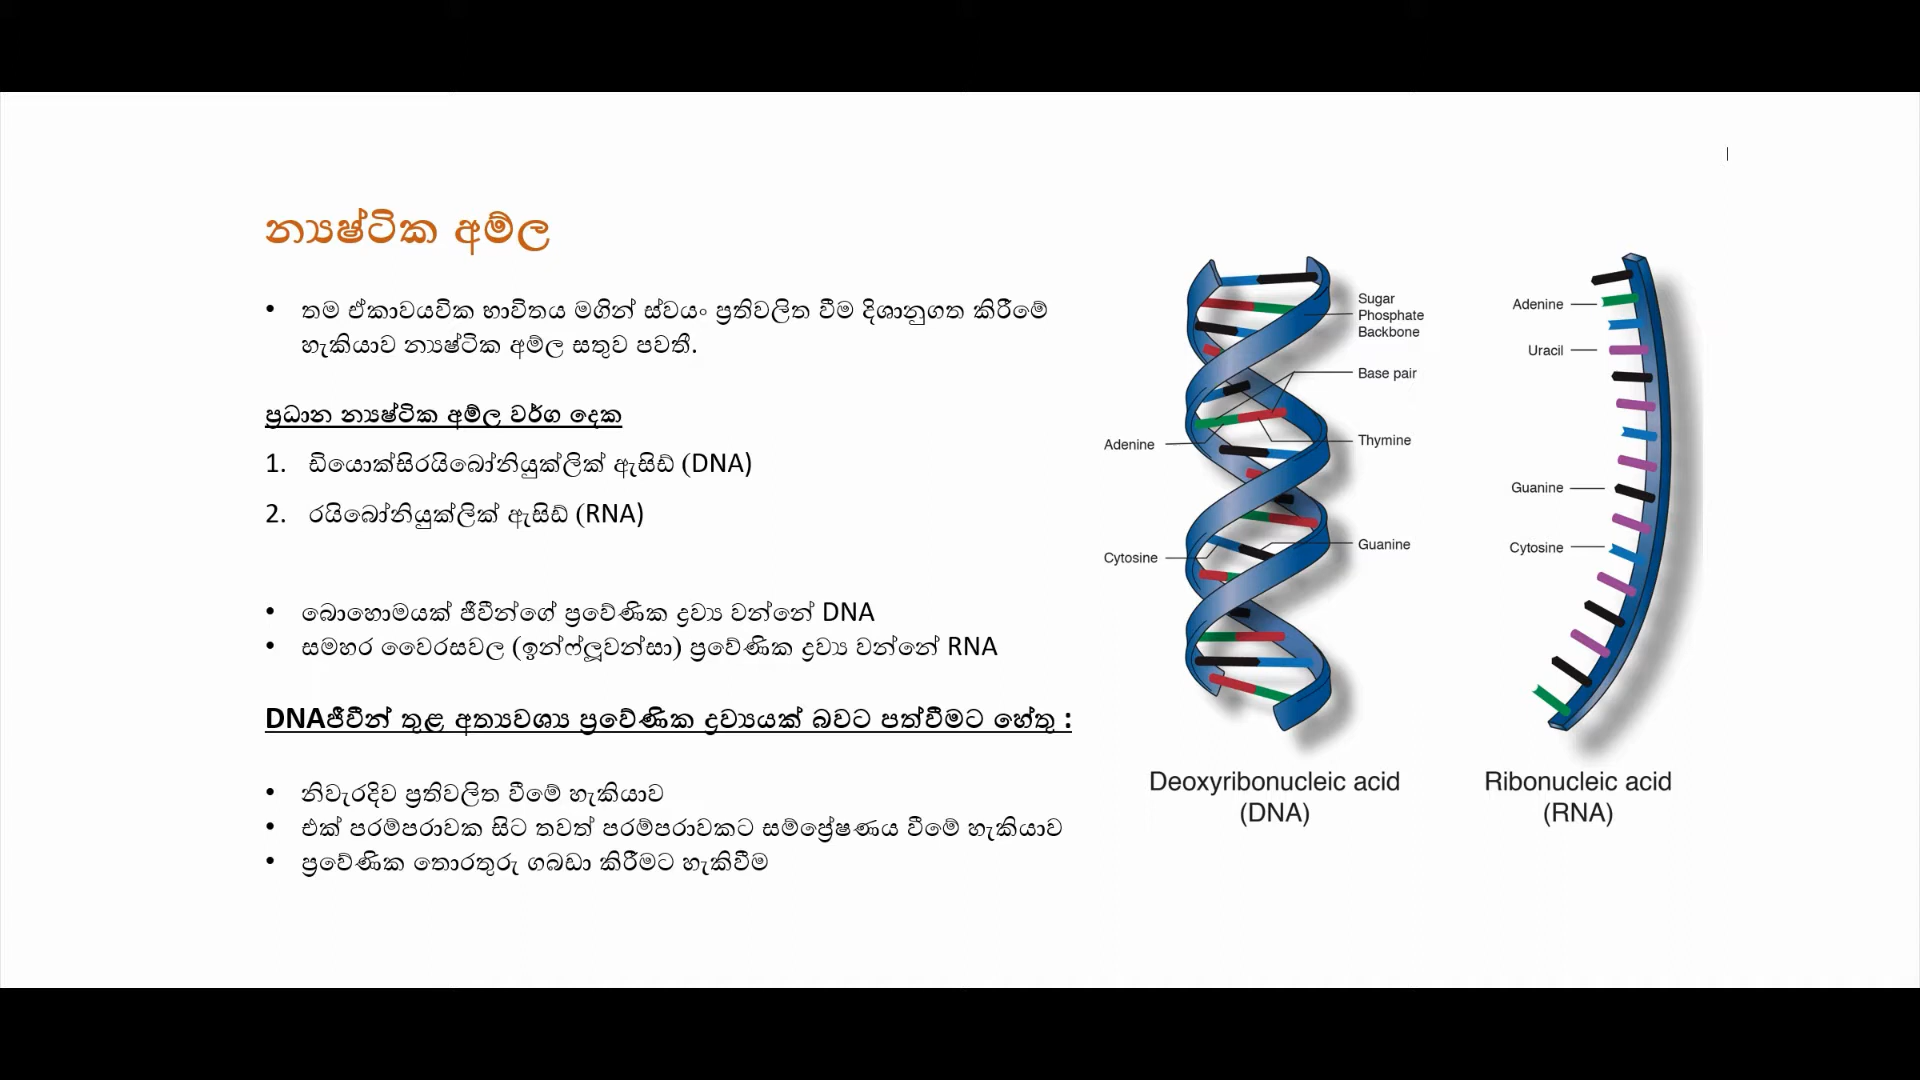 න්‍යෂ්ටික අම්ල
• තම ඒකාවයවික භාවිතය මගින් ස්වයං ප්‍රතිවලිත වීම දිශානුගත කිරීමේ
හැකියාව න්‍යෂ්ටික අම්ල සතුව පවතී.
ප්‍රධාන න්‍යෂ්ටික අම්ල වර්ග දෙක
1. ඩියොක්සිරයිබෝනියුක්ලික් ඇසිඩ් (DNA)
2. රයිබෝනියුක්ලික් ඇසිඩ් (RNA)
• බොහොමයක් ජීවීන්ගේ ප්‍රවේණික ද්‍රව්‍ය වන්නේ DNA
• සමහර වෛරසවල (ඉන්ෆ්ලූවන්සා) ප්‍රවේණික ද්‍රව්‍ය වන්නේ RNA
DNAජීවීන් තුළ අත්‍යවශ්‍ය ප්‍රවේණික ද්‍රව්‍යයක් බවට පත්වීමට හේතු :
• නිවැරදිව ප්‍රතිවලිත වීමේ හැකියාව
• එක් පරම්පරාවක සිට තවත් පරම්පරාවකට සම්ප්‍රේෂණය වීමේ හැකියාව
• ප්‍රවේණික තොරතුරු ගබඩා කිරීමට හැකිවීම
Sugar
Phosphate
Backbone
Base pair
Adenine
Thymine
Cytosine
Guanine
Deoxyribonucleic acid
(DNA)
Adenine
Uracil
Guanine
Cytosine
Ribonucleic acid
(RNA)